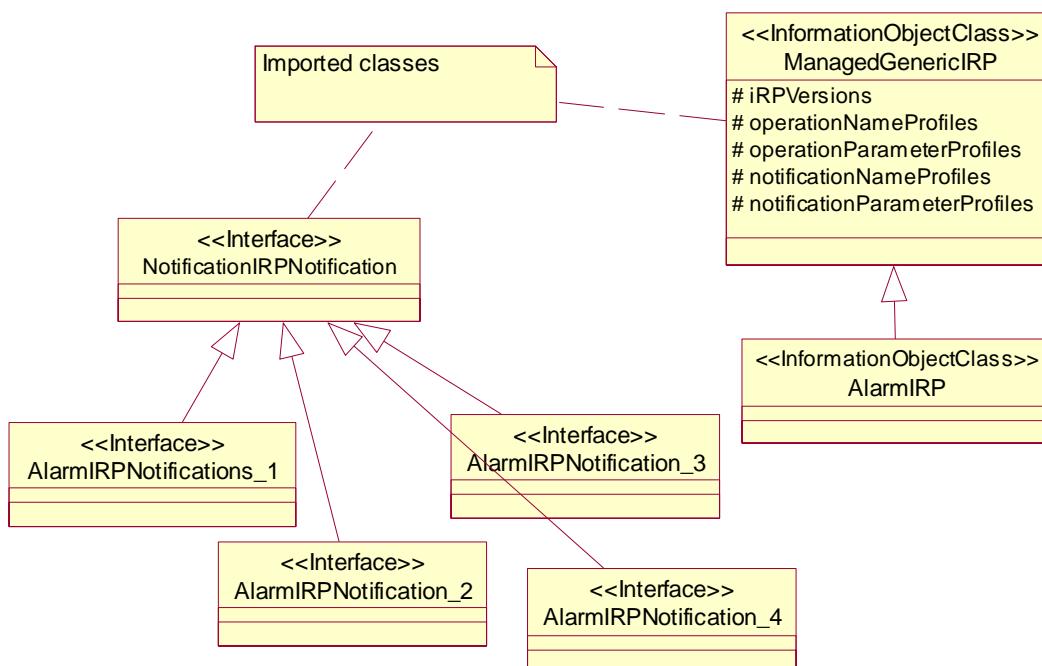 <<InformationObjectClass>>
ManagedGenericIRP
# iRPVersions
# operationNameProfiles
# operationParameterProfiles
# notificationNameProfiles
# notificationParameterProfiles
Imported classes
<<Interface>>
NotificationIRPNotification
<<InformationObjectClass>>
AlarmIRP
<<Interface>>
AlarmIRPNotifications_1
<<Interface>>
AlarmIRPNotification_3
<<Interface>>
AlarmIRPNotification_2
<<Interface>>
AlarmIRPNotification_4